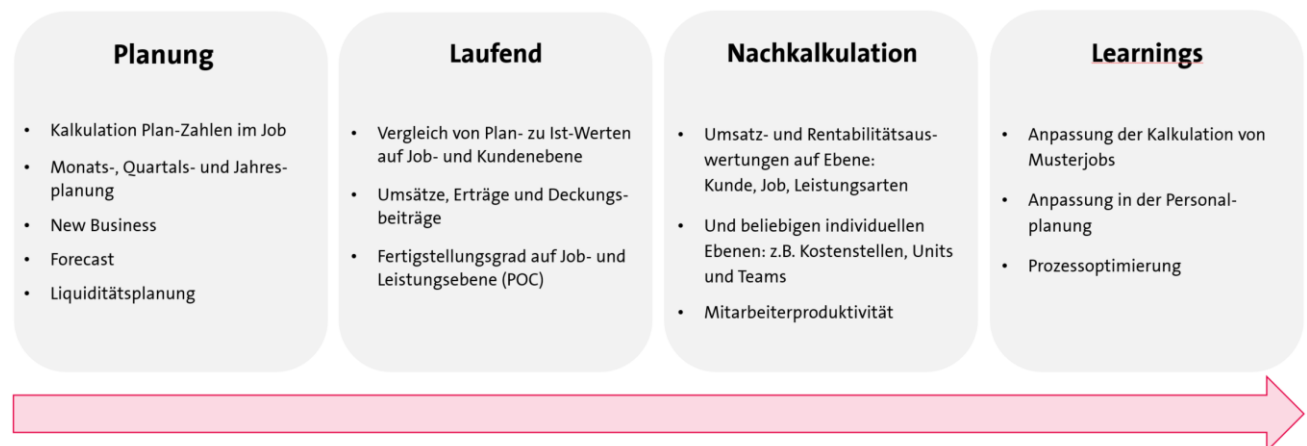 Planung
• Kalkulation Plan-Zahlen im Job
• Monats-, Quartals- und Jahres-
planung
• New Business
• Forecast
• Liquiditätsplanung
Laufend
• Vergleich von Plan- zu Ist-Werten
auf Job- und Kundenebene
• Umsätze, Erträge und Deckungs-
beiträge
• Fertigstellungsgrad auf Job- und
Leistungsebene (POC)
Nachkalkulation
• Umsatz- und Rentabilitätsaus-
wertungen auf Ebene:
Kunde, Job, Leistungsarten
• Und beliebigen individuellen
Ebenen: z.B. Kostenstellen, Units
und Teams
• Mitarbeiterproduktivität
Learnings
• Anpassung der Kalkulation von
Musterjobs
• Anpassung in der Personal-
planung
• Prozessoptimierung